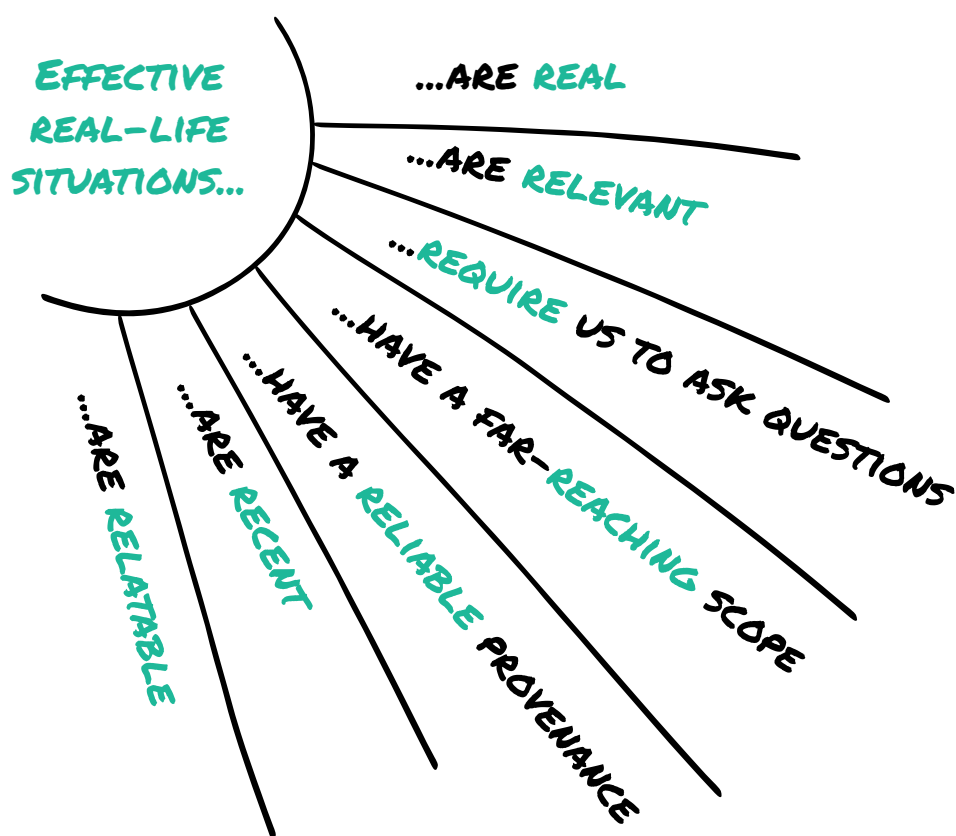 EFFECTIVE
REAL-LIFE
SITUATIONS...
...ARE REAL
...ARE RELEVANT
...REQUIRE US TO ASK QUESTIONS
...HAVE A FAR-REACHING SCOPE
...HAVE A RELIABLE PROVENANCE
...ARE RECENT
...ARE RELATABLE